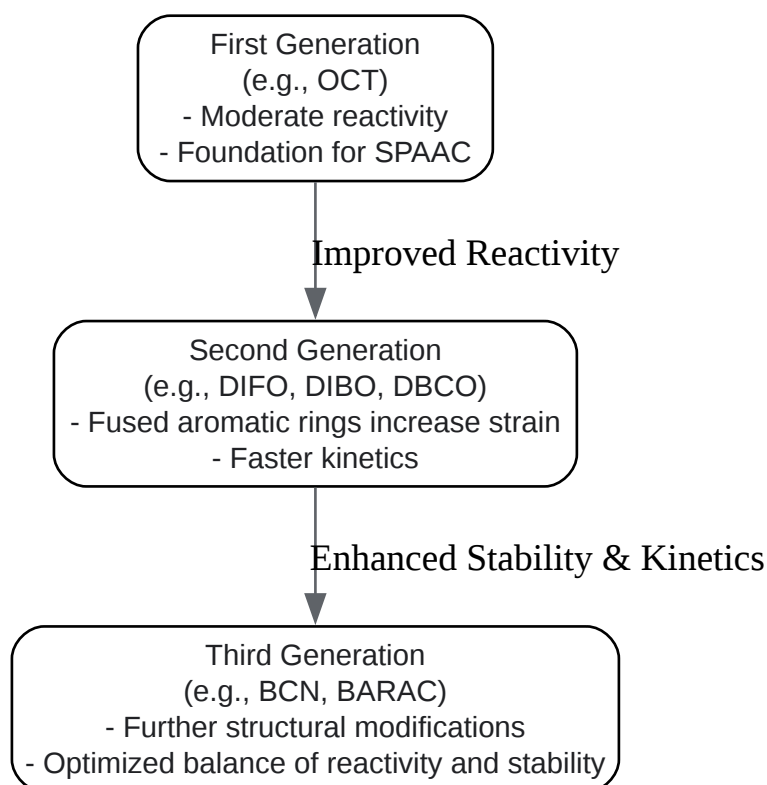 First Generation
(e.g., OCT)
- Moderate reactivity
- Foundation for SPAAC
Improved Reactivity
Second Generation
(e.g., DIFO, DIBO, DBCO)
- Fused aromatic rings increase strain
- Faster kinetics
Enhanced Stability & Kinetics
Third Generation
(e.g., BCN, BARAC)
- Further structural modifications
- Optimized balance of reactivity and stability